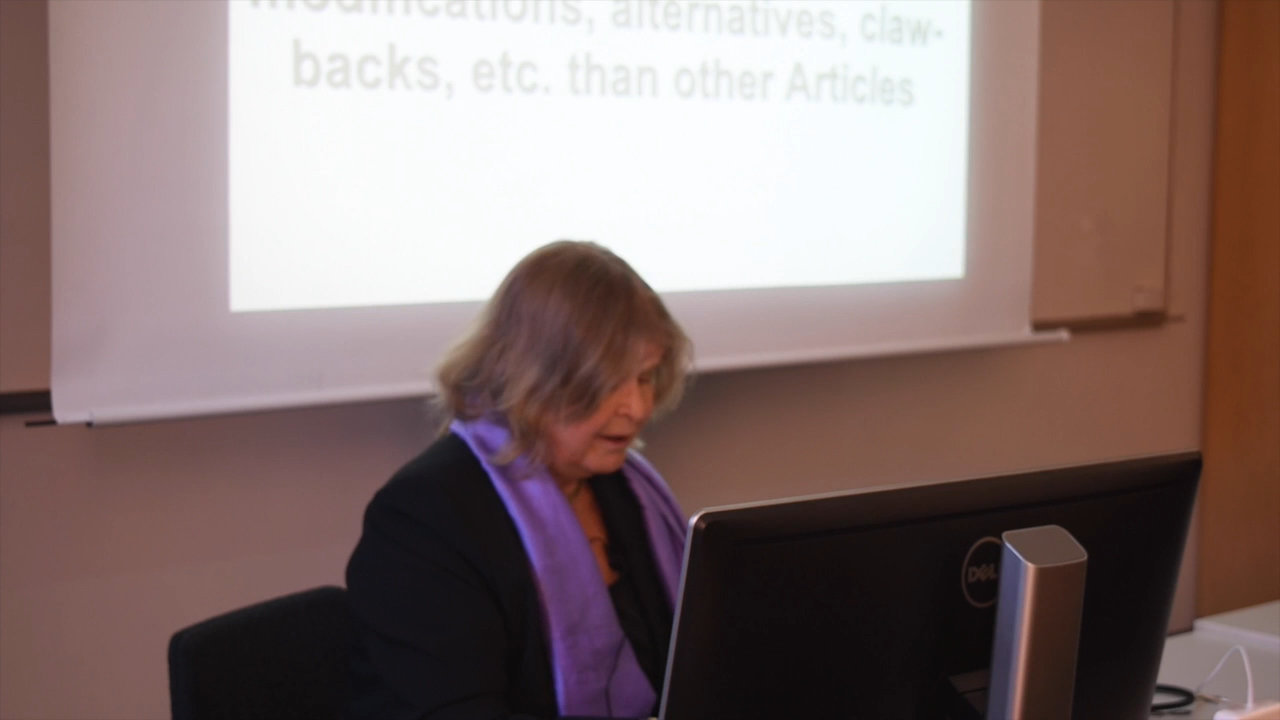 modifications, alternatives, claw-
backs, etc. than other Articles
DELL